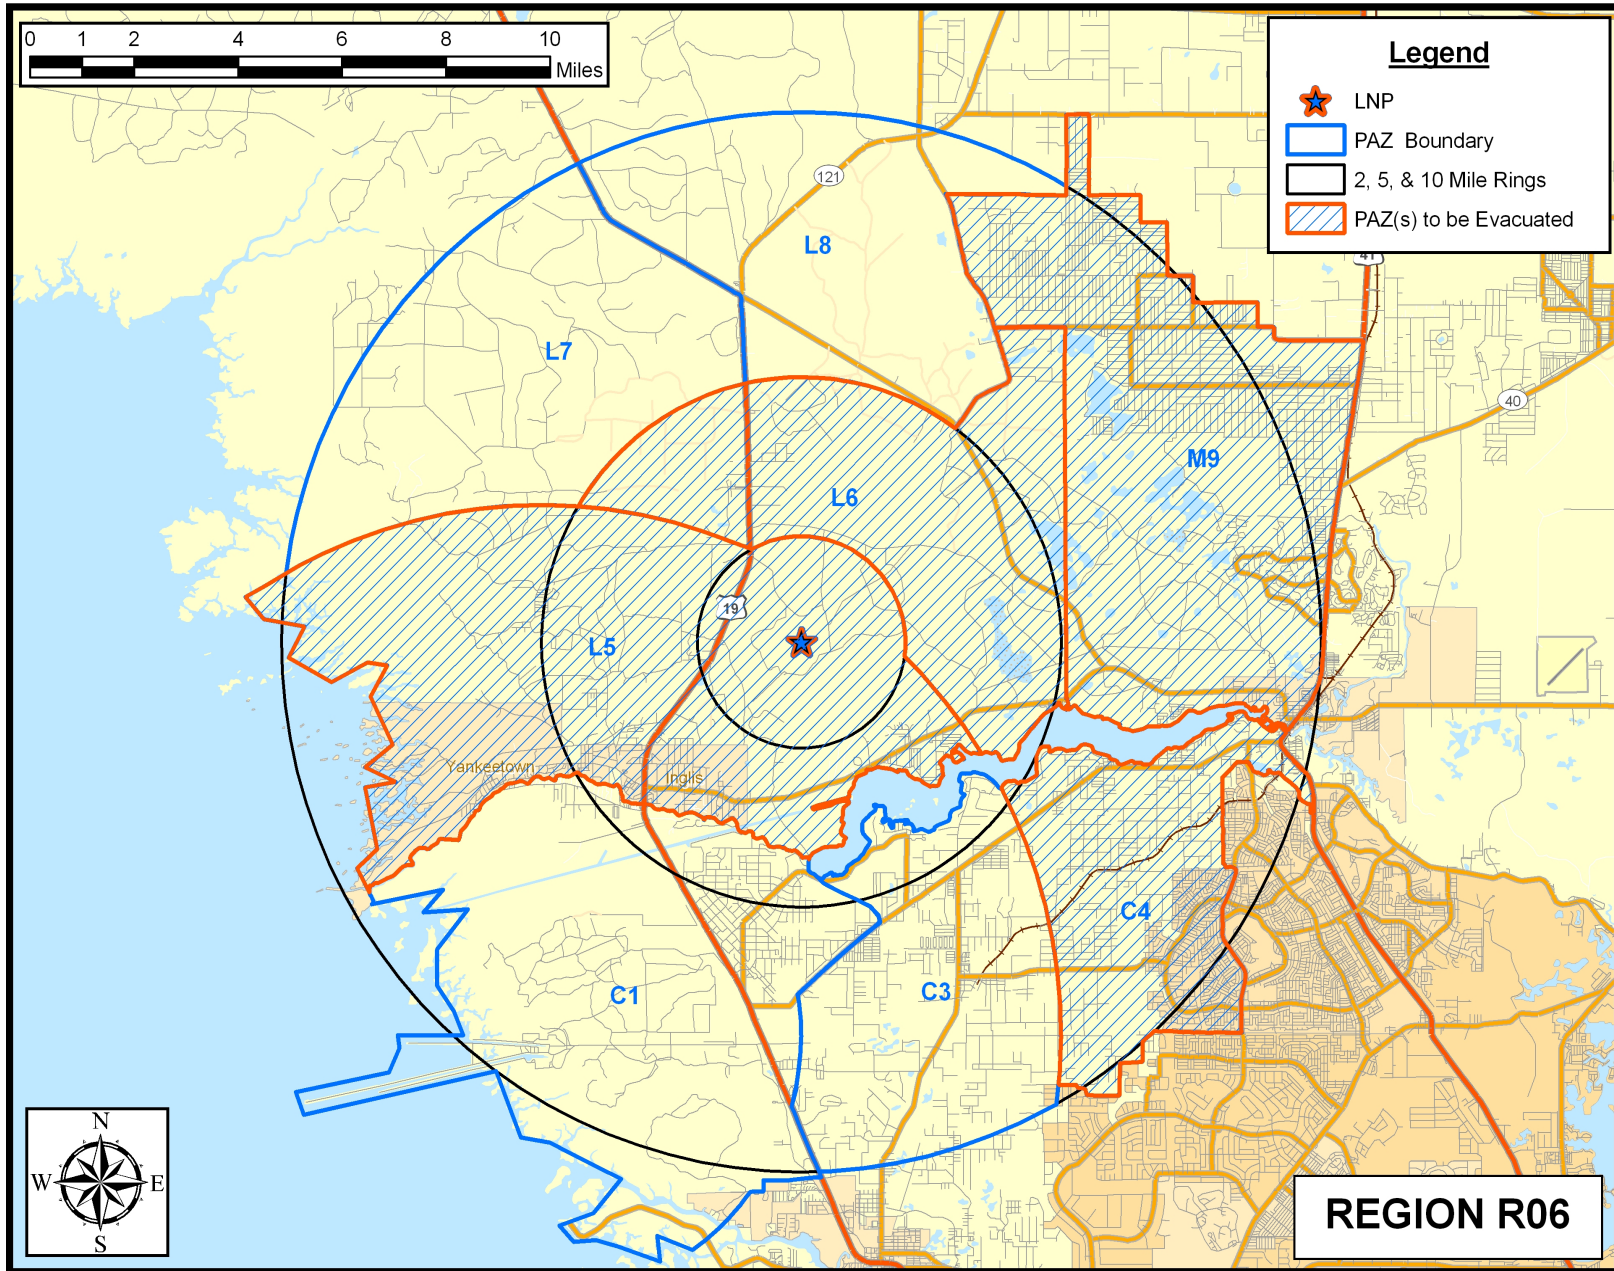 0 1 2 4 6 8 10
Miles
Legend
LNP
PAZ Boundary
2, 5, & 10 Mile Rings
PAZ(s) to be Evacuated
41
121
L8
L7
40
M9
L6
19
L5
Yankeetown
Inglis
C4
C3
C1
N
W E
S
REGION R06